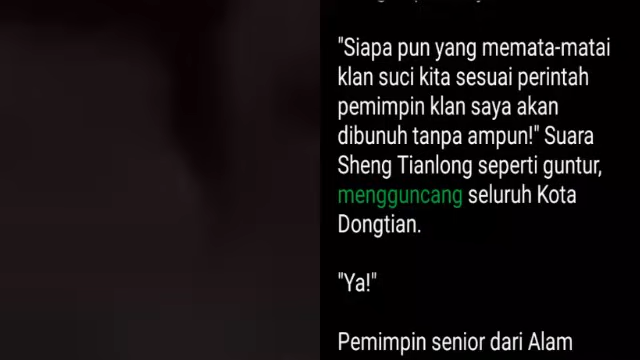 "Siapa pun yang memata-matai
klan suci kita sesuai perintah
pemimpin klan saya akan
dibunuh tanpa ampun!" Suara
Sheng Tianlong seperti guntur,
mengguncang seluruh Kota
Dongtian.
"Ya!"
Pemimpin senior dari Alam